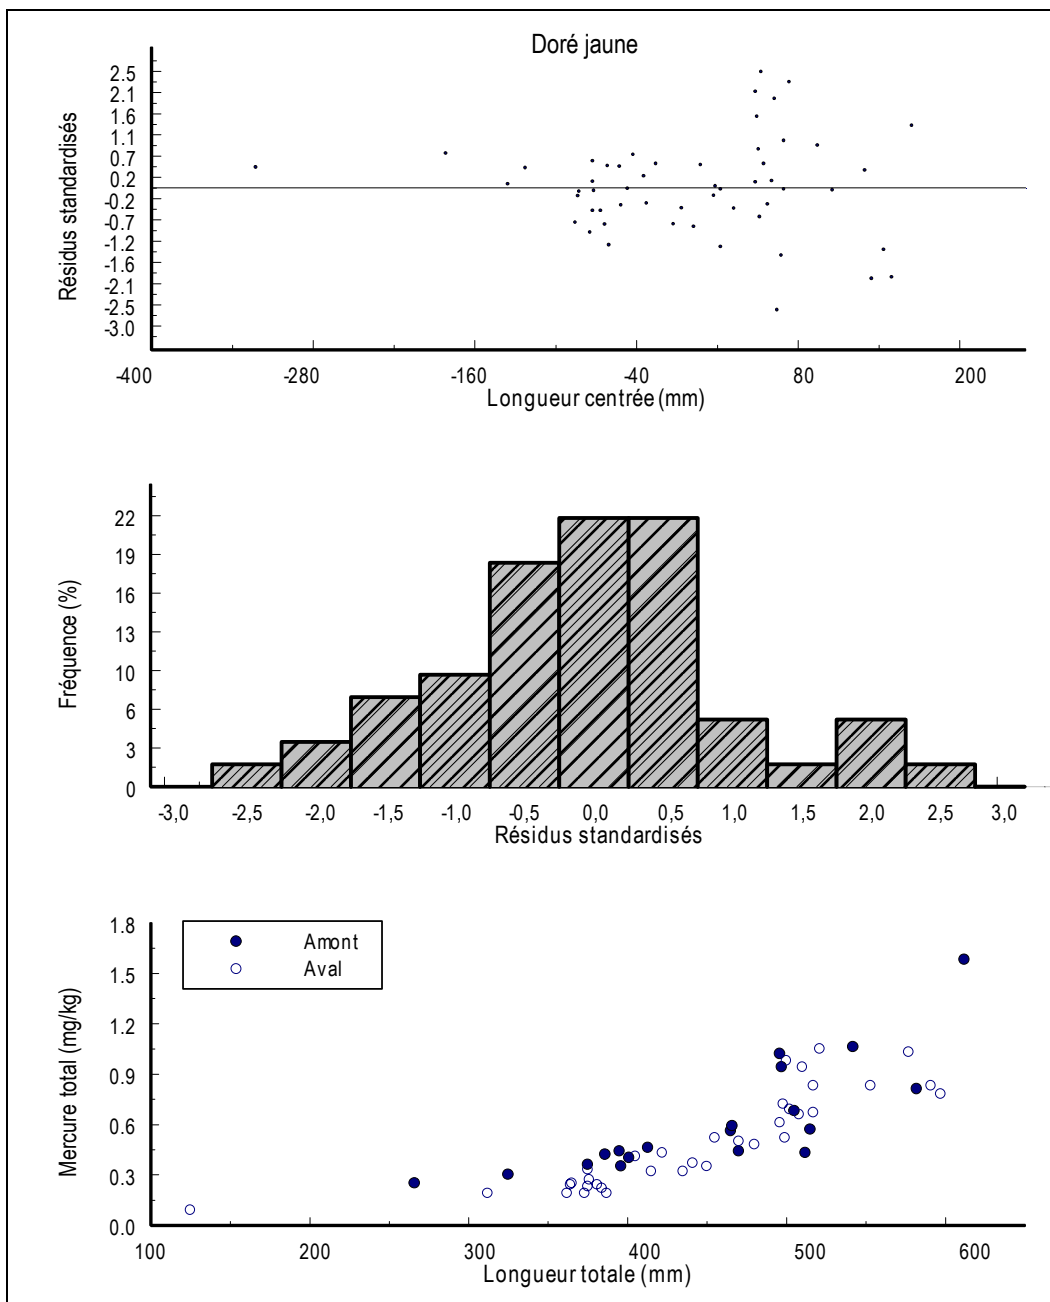 Doré jaune
Résidus standardisés
2.5
2.1
1.6
1.1
0.7
0.2
-0.2
-0.7
-1.2
-1.6
-2.1
-2.5
-3.0
-400 -280 -160 -40 80 200
Longueur centrée (mm)
Fréquence (%)
22
19
16
13
10
6
3
0
-3,0 -2,5 -2,0 -1,5 -1,0 -0,5 0,0 0,5 1,0 1,5 2,0 2,5 3,0
Résidus standardisés
Mercure total (mg/kg)
1.8
1.5
1.2
0.9
0.6
0.3
0.0
Amont
Aval
100 200 300 400 500 600
Longueur totale (mm)